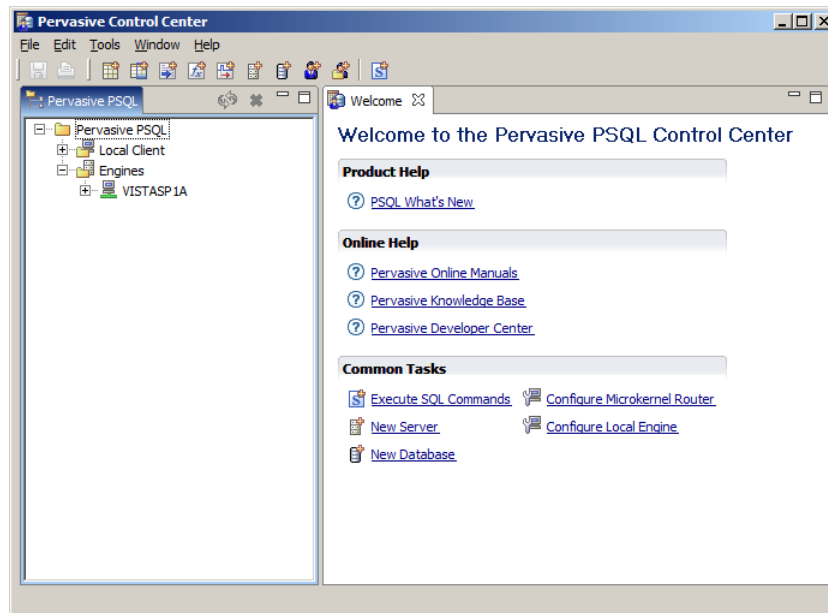 Pervasive Control Center
File Edit Tools Window Help
Pervasive PSQL
Welcome
Pervasive PSQL
Local Client
Engines
VISTASP1A
Welcome to the Pervasive PSQL Control Center
Product Help
PSQL What's New
Online Help
Pervasive Online Manuals
Pervasive Knowledge Base
Pervasive Developer Center
Common Tasks
Execute SQL Commands Configure Microkernel Router
New Server Configure Local Engine
New Database